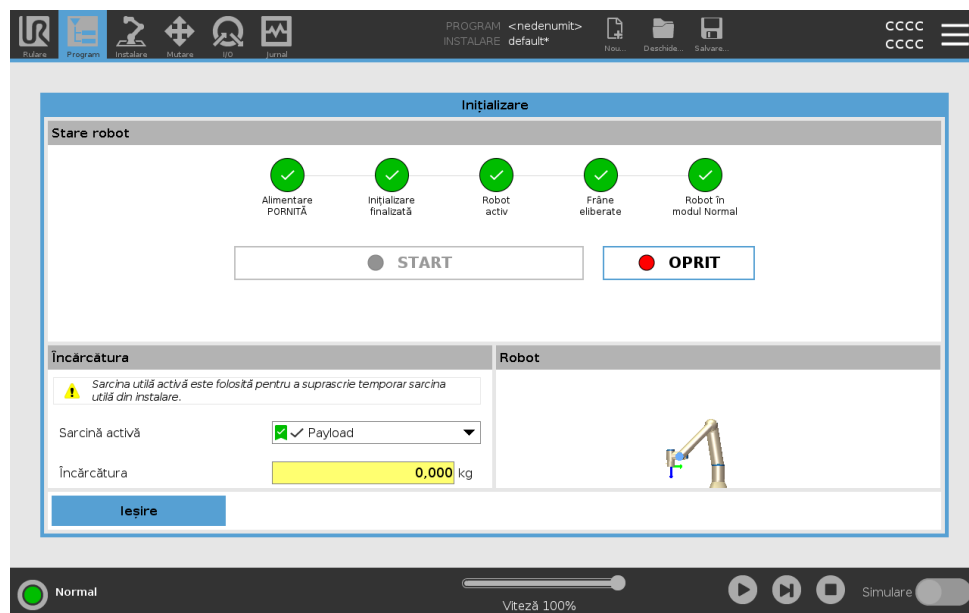 UR
PROGRAM <nedenumit>
INSTALARE default*
CCCC
CCCC
Rulare Program Instalare Mutare I/O Jurnal Nou... Deschide... Salvare...
Inițializare
Stare robot
Alimentare PORNITĂ
Inițializare finalizată
Robot activ
Frâne eliberate
Robot în modul Normal
START OPRIT
Încărcătura
Sarcina utilă activă este folosită pentru a suprascrie temporar sarcina
utilă din instalare.
Sarcină activă Payload
Încărcătura 0,000 kg
Robot
Ieșire
Normal
Viteză 100%
Simulare